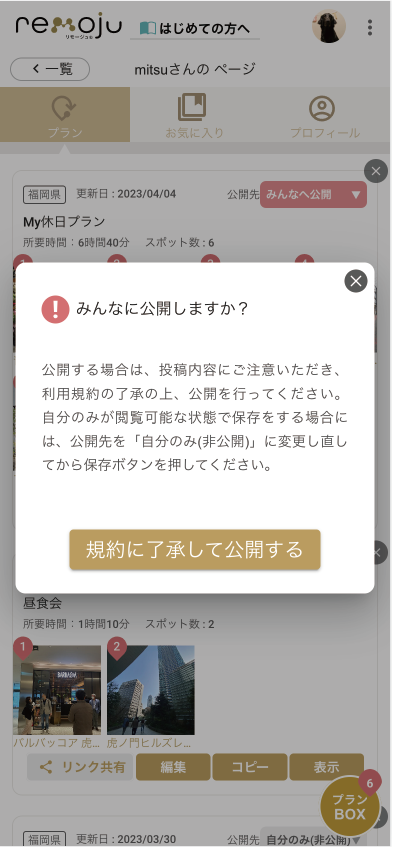 remoju
リモージュ®
はじめての方へ
一覧
mitsuさんの ページ
プラン
お気に入り
プロフィール
福岡県 更新日 : 2023/04/04 公開先 みんなへ公開 ▼
My休日プラン
所要時間：6時間40分 スポット数 : 6
1 2 3 4
! みんなに公開しますか？
公開する場合は、投稿内容にご注意いただき、
利用規約の了承の上、公開を行ってください。
自分のみが閲覧可能な状態で保存をする場合に
は、公開先を「自分のみ(非公開)」に変更し直し
てから保存ボタンを押してください。
規約に了承して公開する
昼食会
所要時間：1時間10分 スポット数 : 2
1 2
BARBACOA
バルバッコア 虎... 虎ノ門ヒルズレ...
リンク共有 編集 コピー 表示
6
プラン
BOX
福岡県 更新日 : 2023/03/30 公開先 自分のみ(非公開)▼